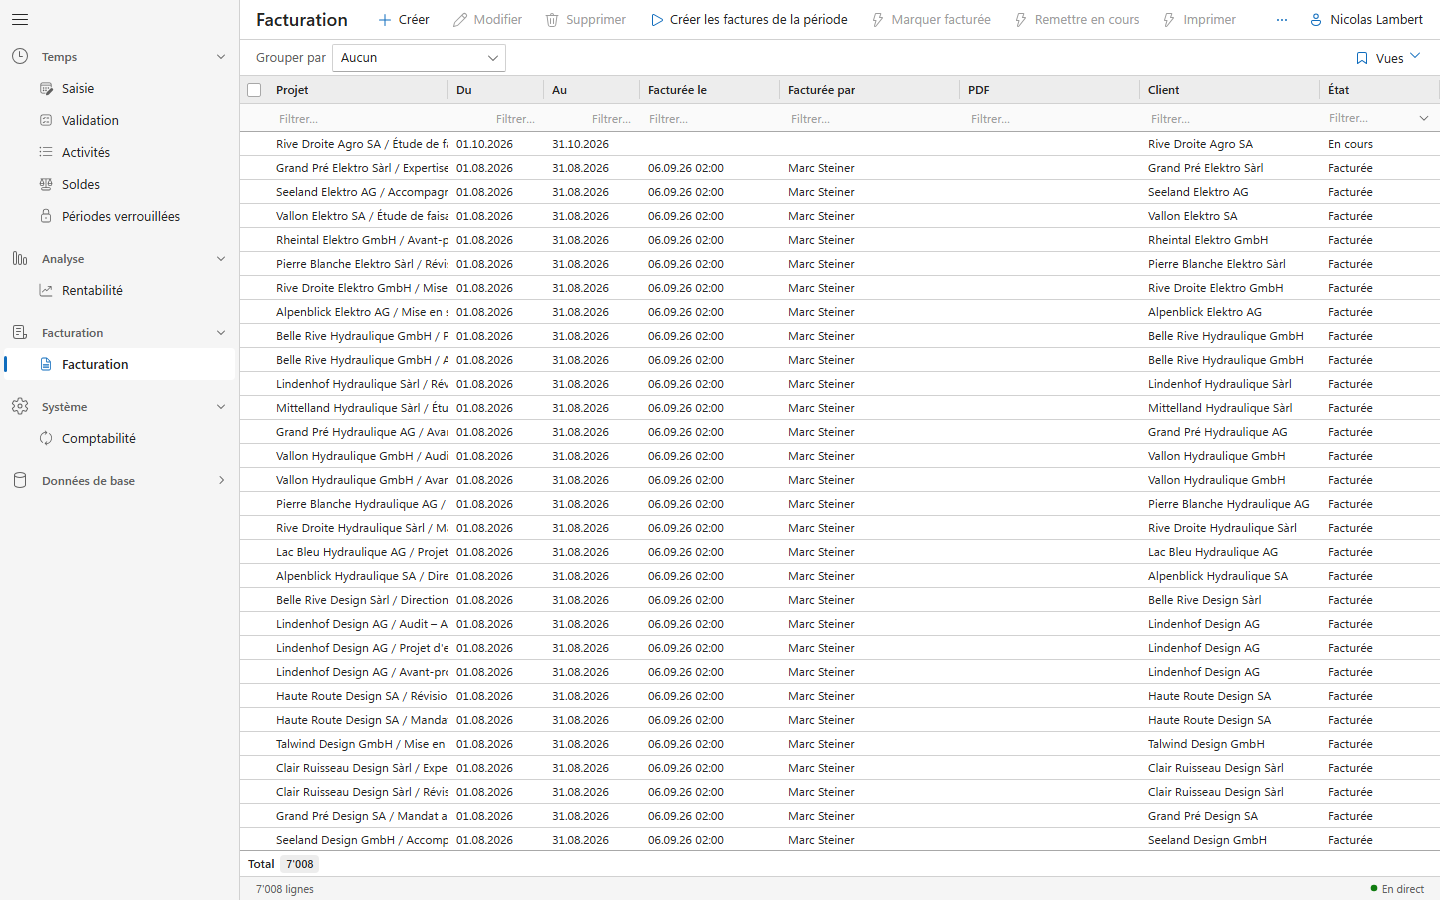 Facturation
Créer
Modifier
Supprimer
Créer les factures de la période
Marquer facturée
Remettre en cours
Imprimer
Nicolas Lambert
Temps
Saisie
Validation
Activités
Soldes
Périodes verrouillées
Analyse
Rentabilité
Facturation
Facturation
Système
Comptabilité
Données de base
Grouper par Aucun
Vues
Projet Du Au Facturée le Facturée par PDF Client État
Filtrer... Filtrer... Filtrer... Filtrer... Filtrer... Filtrer... Filtrer... Filtrer...
Rive Droite Agro SA / Étude de fa 01.10.2026 31.10.2026 Rive Droite Agro SA En cours
Grand Pré Elektro Sàrl / Expertise 01.08.2026 31.08.2026 06.09.26 02:00 Marc Steiner Grand Pré Elektro Sàrl Facturée
Seeland Elektro AG / Accompagn 01.08.2026 31.08.2026 06.09.26 02:00 Marc Steiner Seeland Elektro AG Facturée
Vallon Elektro SA / Étude de faisa 01.08.2026 31.08.2026 06.09.26 02:00 Marc Steiner Vallon Elektro SA Facturée
Rheintal Elektro GmbH / Avant-p 01.08.2026 31.08.2026 06.09.26 02:00 Marc Steiner Rheintal Elektro GmbH Facturée
Pierre Blanche Elektro Sàrl / Révi 01.08.2026 31.08.2026 06.09.26 02:00 Marc Steiner Pierre Blanche Elektro Sàrl Facturée
Rive Droite Elektro GmbH / Mise 01.08.2026 31.08.2026 06.09.26 02:00 Marc Steiner Rive Droite Elektro GmbH Facturée
Alpenblick Elektro AG / Mise en s 01.08.2026 31.08.2026 06.09.26 02:00 Marc Steiner Alpenblick Elektro AG Facturée
Belle Rive Hydraulique GmbH / P 01.08.2026 31.08.2026 06.09.26 02:00 Marc Steiner Belle Rive Hydraulique GmbH Facturée
Belle Rive Hydraulique GmbH / A 01.08.2026 31.08.2026 06.09.26 02:00 Marc Steiner Belle Rive Hydraulique GmbH Facturée
Lindenhof Hydraulique Sàrl / Rév 01.08.2026 31.08.2026 06.09.26 02:00 Marc Steiner Lindenhof Hydraulique Sàrl Facturée
Mittelland Hydraulique Sàrl / Étu 01.08.2026 31.08.2026 06.09.26 02:00 Marc Steiner Mittelland Hydraulique Sàrl Facturée
Grand Pré Hydraulique AG / Avan 01.08.2026 31.08.2026 06.09.26 02:00 Marc Steiner Grand Pré Hydraulique AG Facturée
Vallon Hydraulique GmbH / Audi 01.08.2026 31.08.2026 06.09.26 02:00 Marc Steiner Vallon Hydraulique GmbH Facturée
Vallon Hydraulique GmbH / Avan 01.08.2026 31.08.2026 06.09.26 02:00 Marc Steiner Vallon Hydraulique GmbH Facturée
Pierre Blanche Hydraulique AG / 01.08.2026 31.08.2026 06.09.26 02:00 Marc Steiner Pierre Blanche Hydraulique AG Facturée
Rive Droite Hydraulique Sàrl / Ma 01.08.2026 31.08.2026 06.09.26 02:00 Marc Steiner Rive Droite Hydraulique Sàrl Facturée
Lac Bleu Hydraulique AG / Projet 01.08.2026 31.08.2026 06.09.26 02:00 Marc Steiner Lac Bleu Hydraulique AG Facturée
Alpenblick Hydraulique SA / Dire 01.08.2026 31.08.2026 06.09.26 02:00 Marc Steiner Alpenblick Hydraulique SA Facturée
Belle Rive Design Sàrl / Direction 01.08.2026 31.08.2026 06.09.26 02:00 Marc Steiner Belle Rive Design Sàrl Facturée
Lindenhof Design AG / Audit – A 01.08.2026 31.08.2026 06.09.26 02:00 Marc Steiner Lindenhof Design AG Facturée
Lindenhof Design AG / Projet d'e 01.08.2026 31.08.2026 06.09.26 02:00 Marc Steiner Lindenhof Design AG Facturée
Lindenhof Design AG / Avant-pro 01.08.2026 31.08.2026 06.09.26 02:00 Marc Steiner Lindenhof Design AG Facturée
Haute Route Design SA / Révisio 01.08.2026 31.08.2026 06.09.26 02:00 Marc Steiner Haute Route Design SA Facturée
Haute Route Design SA / Manda 01.08.2026 31.08.2026 06.09.26 02:00 Marc Steiner Haute Route Design SA Facturée
Talwind Design GmbH / Mise en 01.08.2026 31.08.2026 06.09.26 02:00 Marc Steiner Talwind Design GmbH Facturée
Clair Ruisseau Design Sàrl / Expe 01.08.2026 31.08.2026 06.09.26 02:00 Marc Steiner Clair Ruisseau Design Sàrl Facturée
Clair Ruisseau Design Sàrl / Révis 01.08.2026 31.08.2026 06.09.26 02:00 Marc Steiner Clair Ruisseau Design Sàrl Facturée
Grand Pré Design SA / Mandat a 01.08.2026 31.08.2026 06.09.26 02:00 Marc Steiner Grand Pré Design SA Facturée
Seeland Design GmbH / Accomp 01.08.2026 31.08.2026 06.09.26 02:00 Marc Steiner Seeland Design GmbH Facturée
Total 7'008
7'008 lignes
En direct